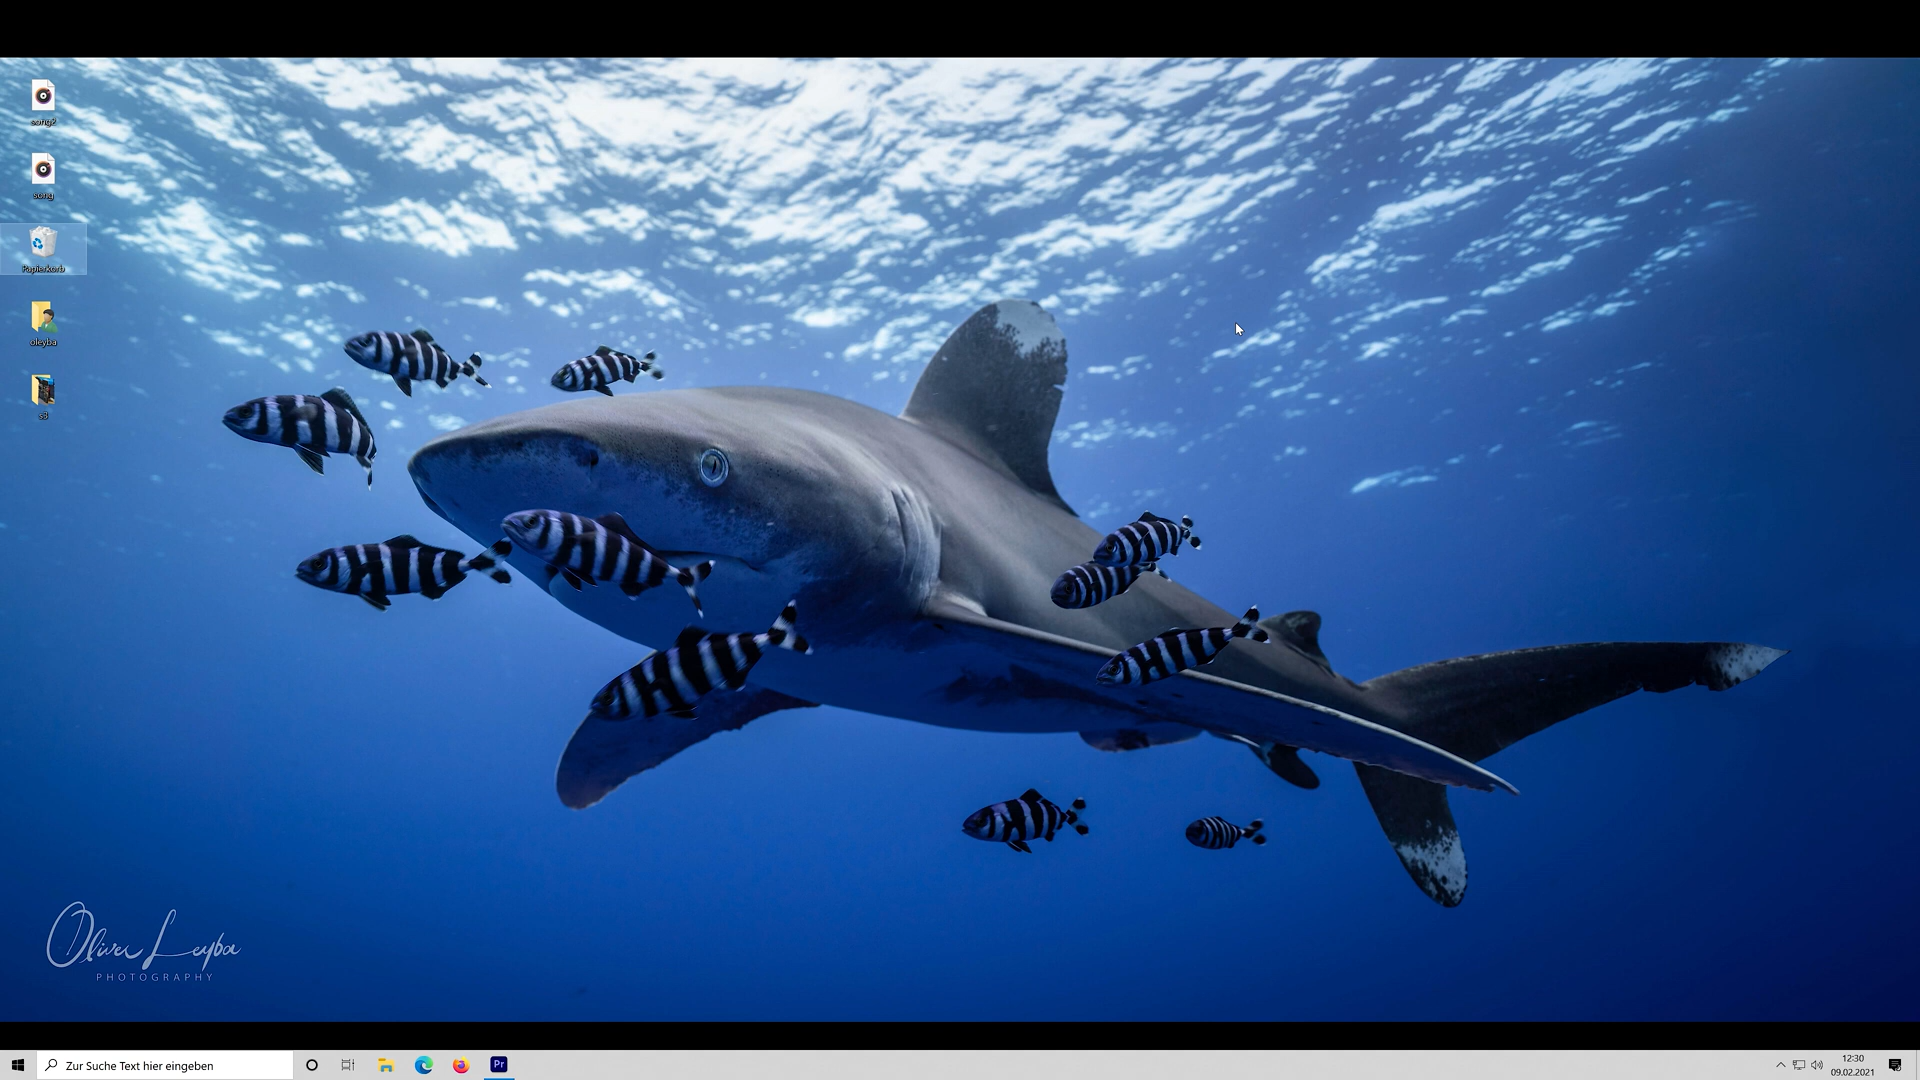 song2
song
Papierkorb
oleyba
s3
Oliver Leyba
PHOTOGRAPHY
Zur Suche Text hier eingeben
Pr
12:30
09.02.2021